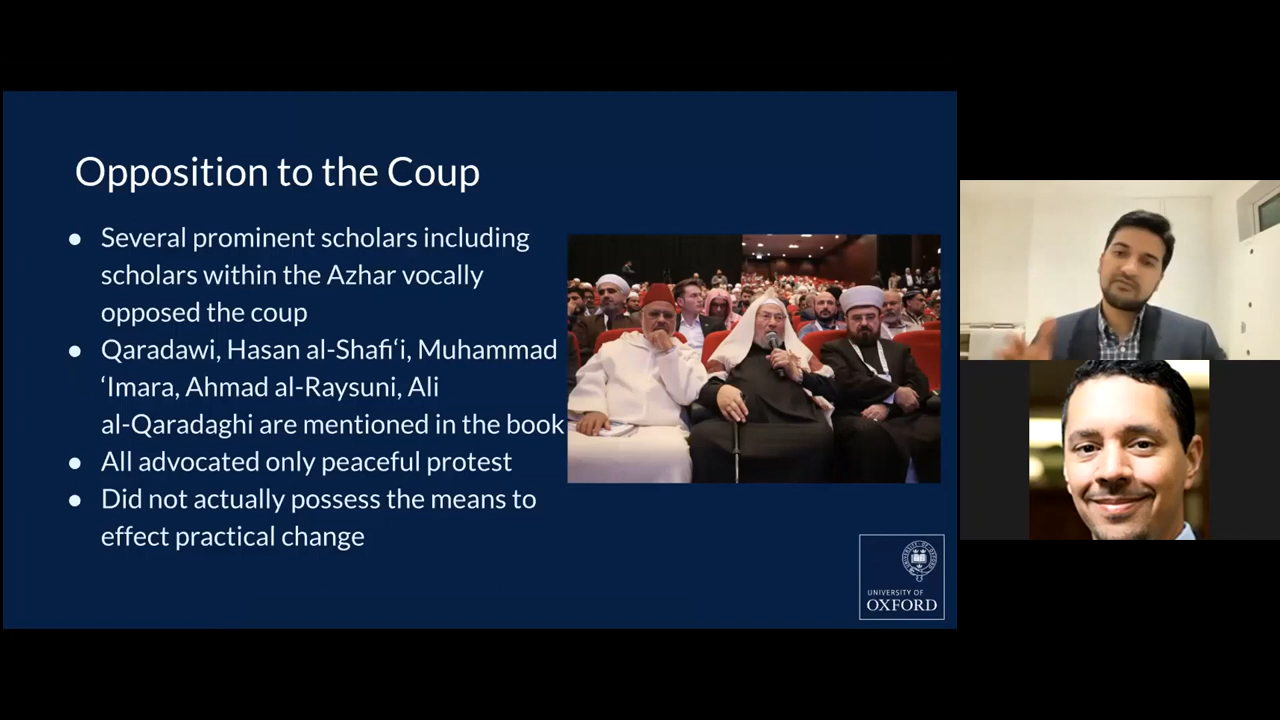 Opposition to the Coup
● Several prominent scholars including
scholars within the Azhar vocally
opposed the coup
● Qaradawi, Hasan al-Shafi‘i, Muhammad
‘Imara, Ahmad al-Raysuni, Ali
al-Qaradaghi are mentioned in the book
● All advocated only peaceful protest
● Did not actually possess the means to
effect practical change
UNIVERSITY OF
OXFORD